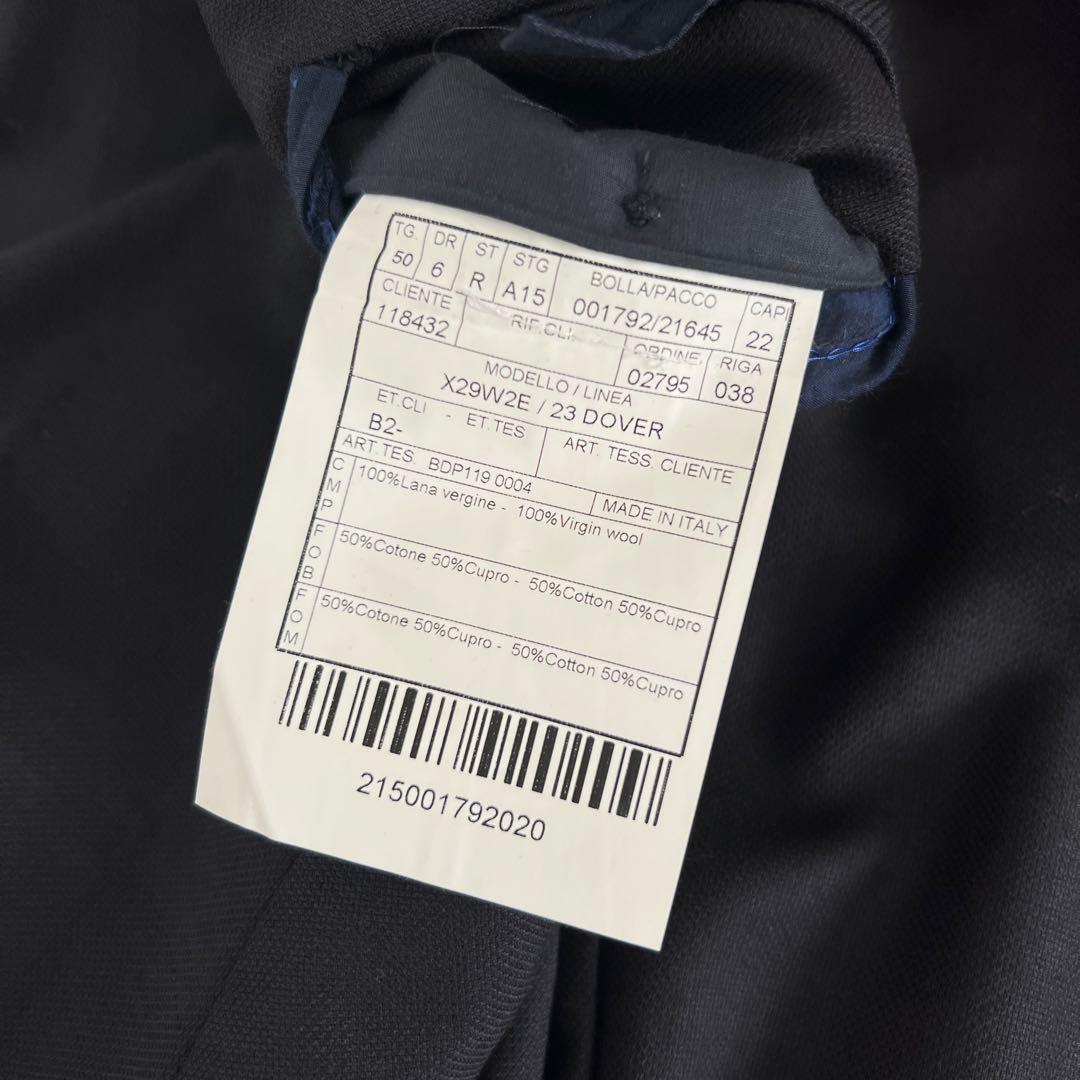 TG. DR ST STG BOLLA/PACCO CAPI
50 6 R A15 001792/21645 22
CLIENTE RIF.CLI. ORDINE RIGA
118432 02795 038
MODELLO / LINEA
X29W2E / 23 DOVER
ET.CLI - ET.TES ART. TESS. CLIENTE
B2-
ART.TES. BDP119 0004 MADE IN ITALY
CMP 100%Lana vergine - 100%Virgin wool
FOB 50%Cotone 50%Cupro - 50%Cotton 50%Cupro
FOM 50%Cotone 50%Cupro - 50%Cotton 50%Cupro
215001792020